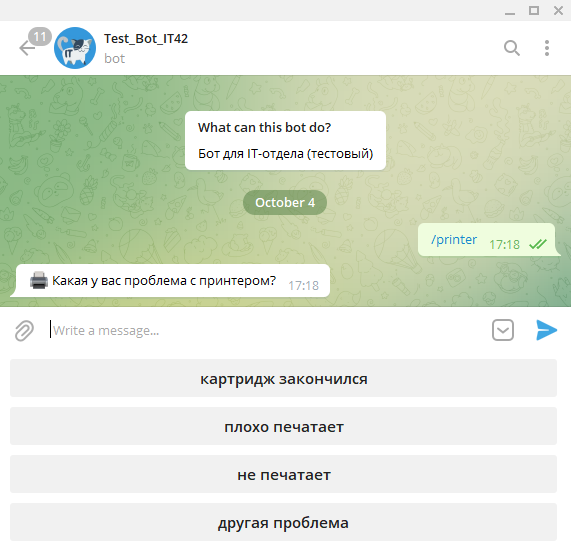 11
Test_Bot_IT42
bot
What can this bot do?
Бот для IT-отдела (тестовый)
October 4
/printer 17:18
Какая у вас проблема с принтером? 17:18
Write a message...
картридж закончился
плохо печатает
не печатает
другая проблема